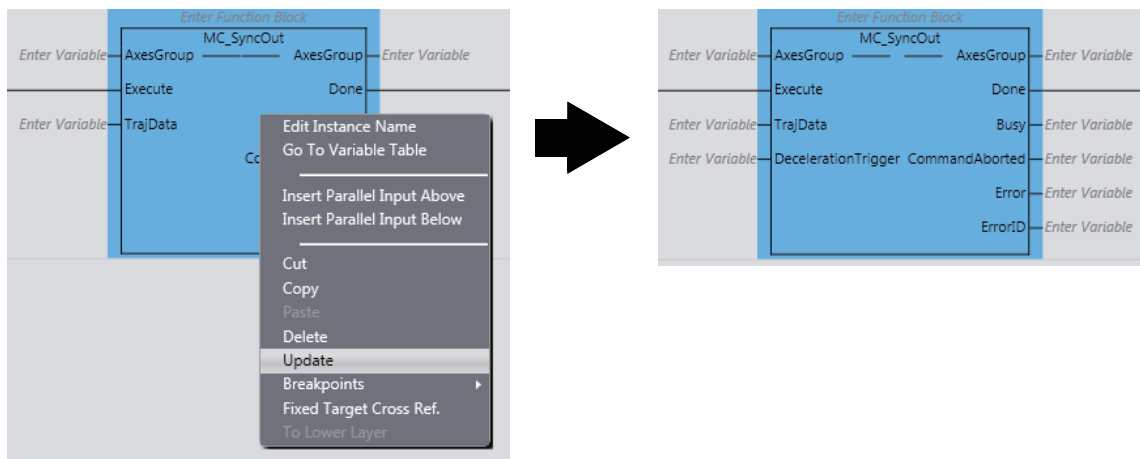 Enter Function Block
MC_SyncOut
Enter Variable AxesGroup AxesGroup Enter Variable
Execute Done
Enter Variable TrajData
Co
Edit Instance Name
Go To Variable Table
Insert Parallel Input Above
Insert Parallel Input Below
Cut
Copy
Paste
Delete
Update
Breakpoints
Fixed Target Cross Ref.
To Lower Layer
Enter Function Block
MC_SyncOut
Enter Variable AxesGroup AxesGroup Enter Variable
Execute Done
Enter Variable TrajData Busy Enter Variable
Enter Variable DecelerationTrigger CommandAborted Enter Variable
Error Enter Variable
ErrorID Enter Variable